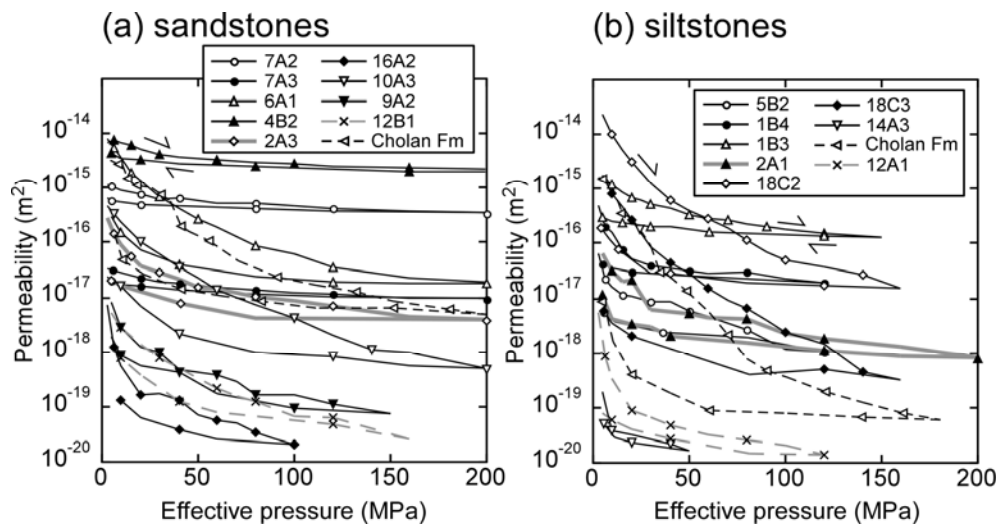 (a) sandstones
7A2
7A3
6A1
4B2
2A3
16A2
10A3
9A2
12B1
Cholan Fm
Permeability (m²)
10⁻¹⁴
10⁻¹⁵
10⁻¹⁶
10⁻¹⁷
10⁻¹⁸
10⁻¹⁹
10⁻²⁰
0 50 100 150 200
Effective pressure (MPa)
(b) siltstones
5B2
1B4
1B3
2A1
18C2
18C3
14A3
Cholan Fm
12A1
Permeability (m²)
10⁻¹⁴
10⁻¹⁵
10⁻¹⁶
10⁻¹⁷
10⁻¹⁸
10⁻¹⁹
10⁻²⁰
0 50 100 150 200
Effective pressure (MPa)